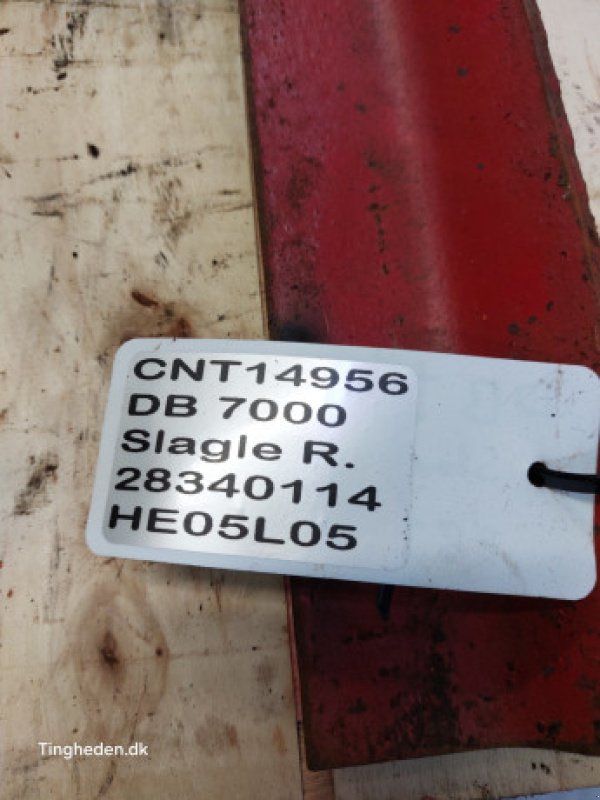 CNT14956
DB 7000
Slagle R.
28340114
HE05L05
Tingheden.dk